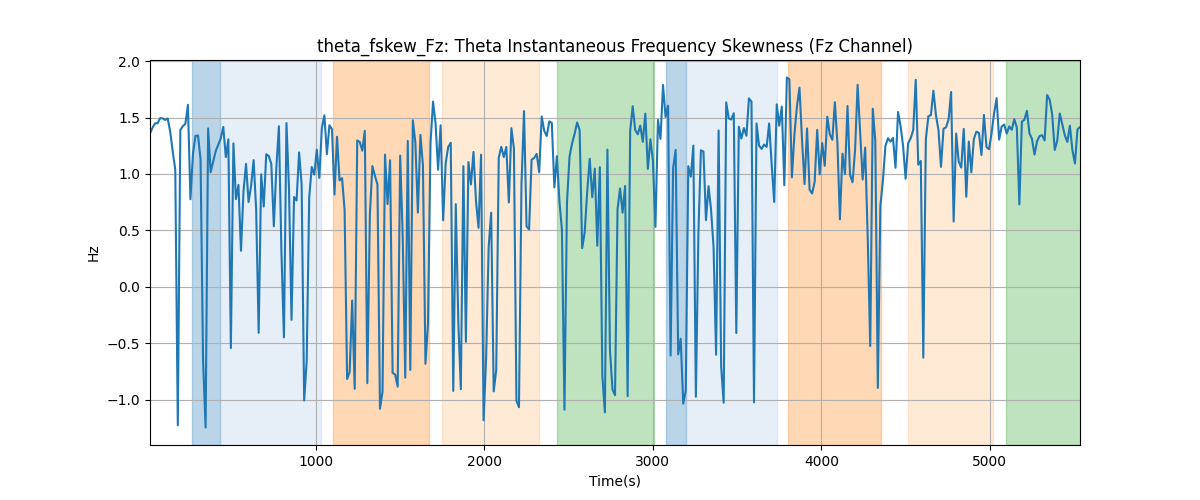 theta_fskew_Fz: Theta Instantaneous Frequency Skewness (Fz Channel)
2.0
1.5
1.0
0.5
0.0
−0.5
−1.0
Hz
1000 2000 3000 4000 5000
Time(s)